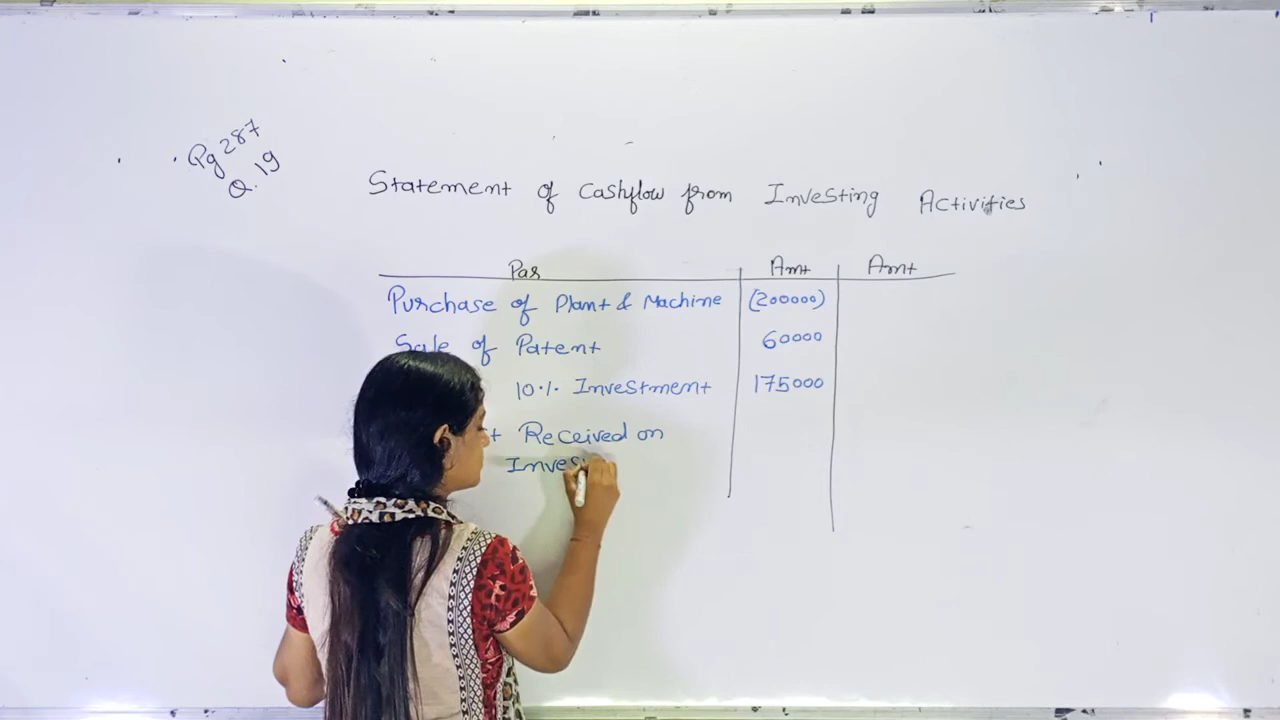 Pg 287
Q. 19
Statement of Cashflow from Investing Activities
Par Amt Amt
Purchase of Plant & Machine (200000)
Sale of Patent 60000
10% Investment 175000
Received on